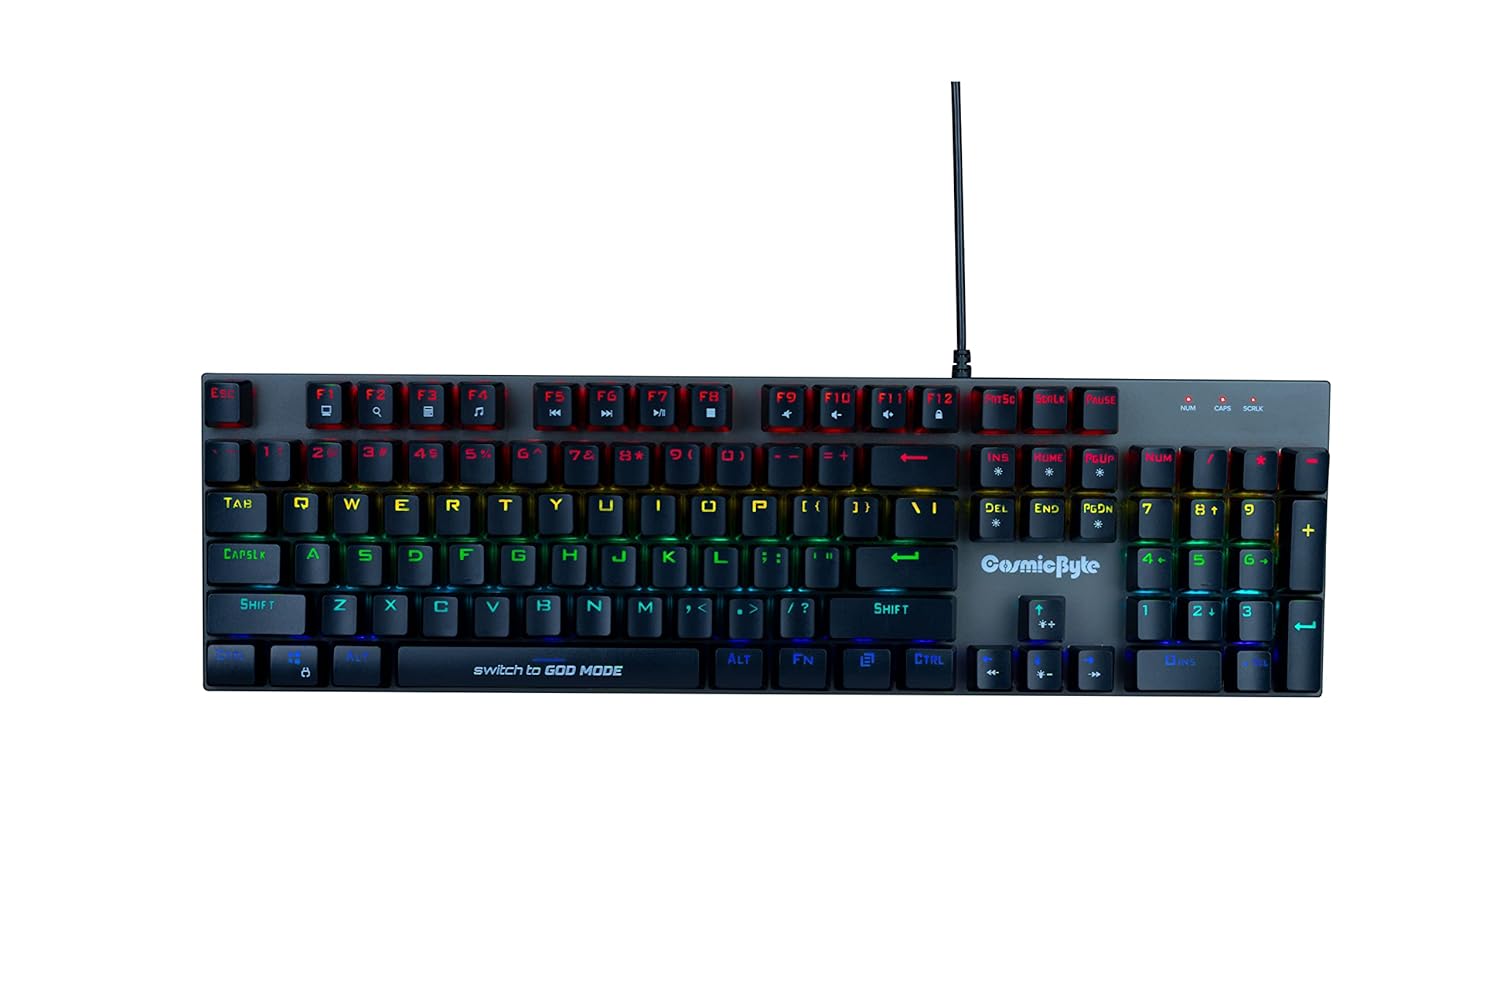 ESC F1 F2 F3 F4 F5 F6 F7 F8 F9 F10 F11 F12 PRTSC SCRLK PAUSE
NUM CAPS SCRLK
1! 2@ 3# 4$ 5% 6^ 7& 8* 9( 0) - =+ ← INS HOME PGUP NUM / * -
TAB Q W E R T Y U I O P [{ ]} \| DEL END PGDN 7 8↑ 9 +
CAPSLK A S D F G H J K L ;: '" ↵ CosmicByte 4← 5 6→
SHIFT Z X C V B N M ,< .> /? SHIFT ↑ 1 2↓ 3 ↵
CTRL ALT switch to GOD MODE ALT FN CTRL ← ↓ → 0INS